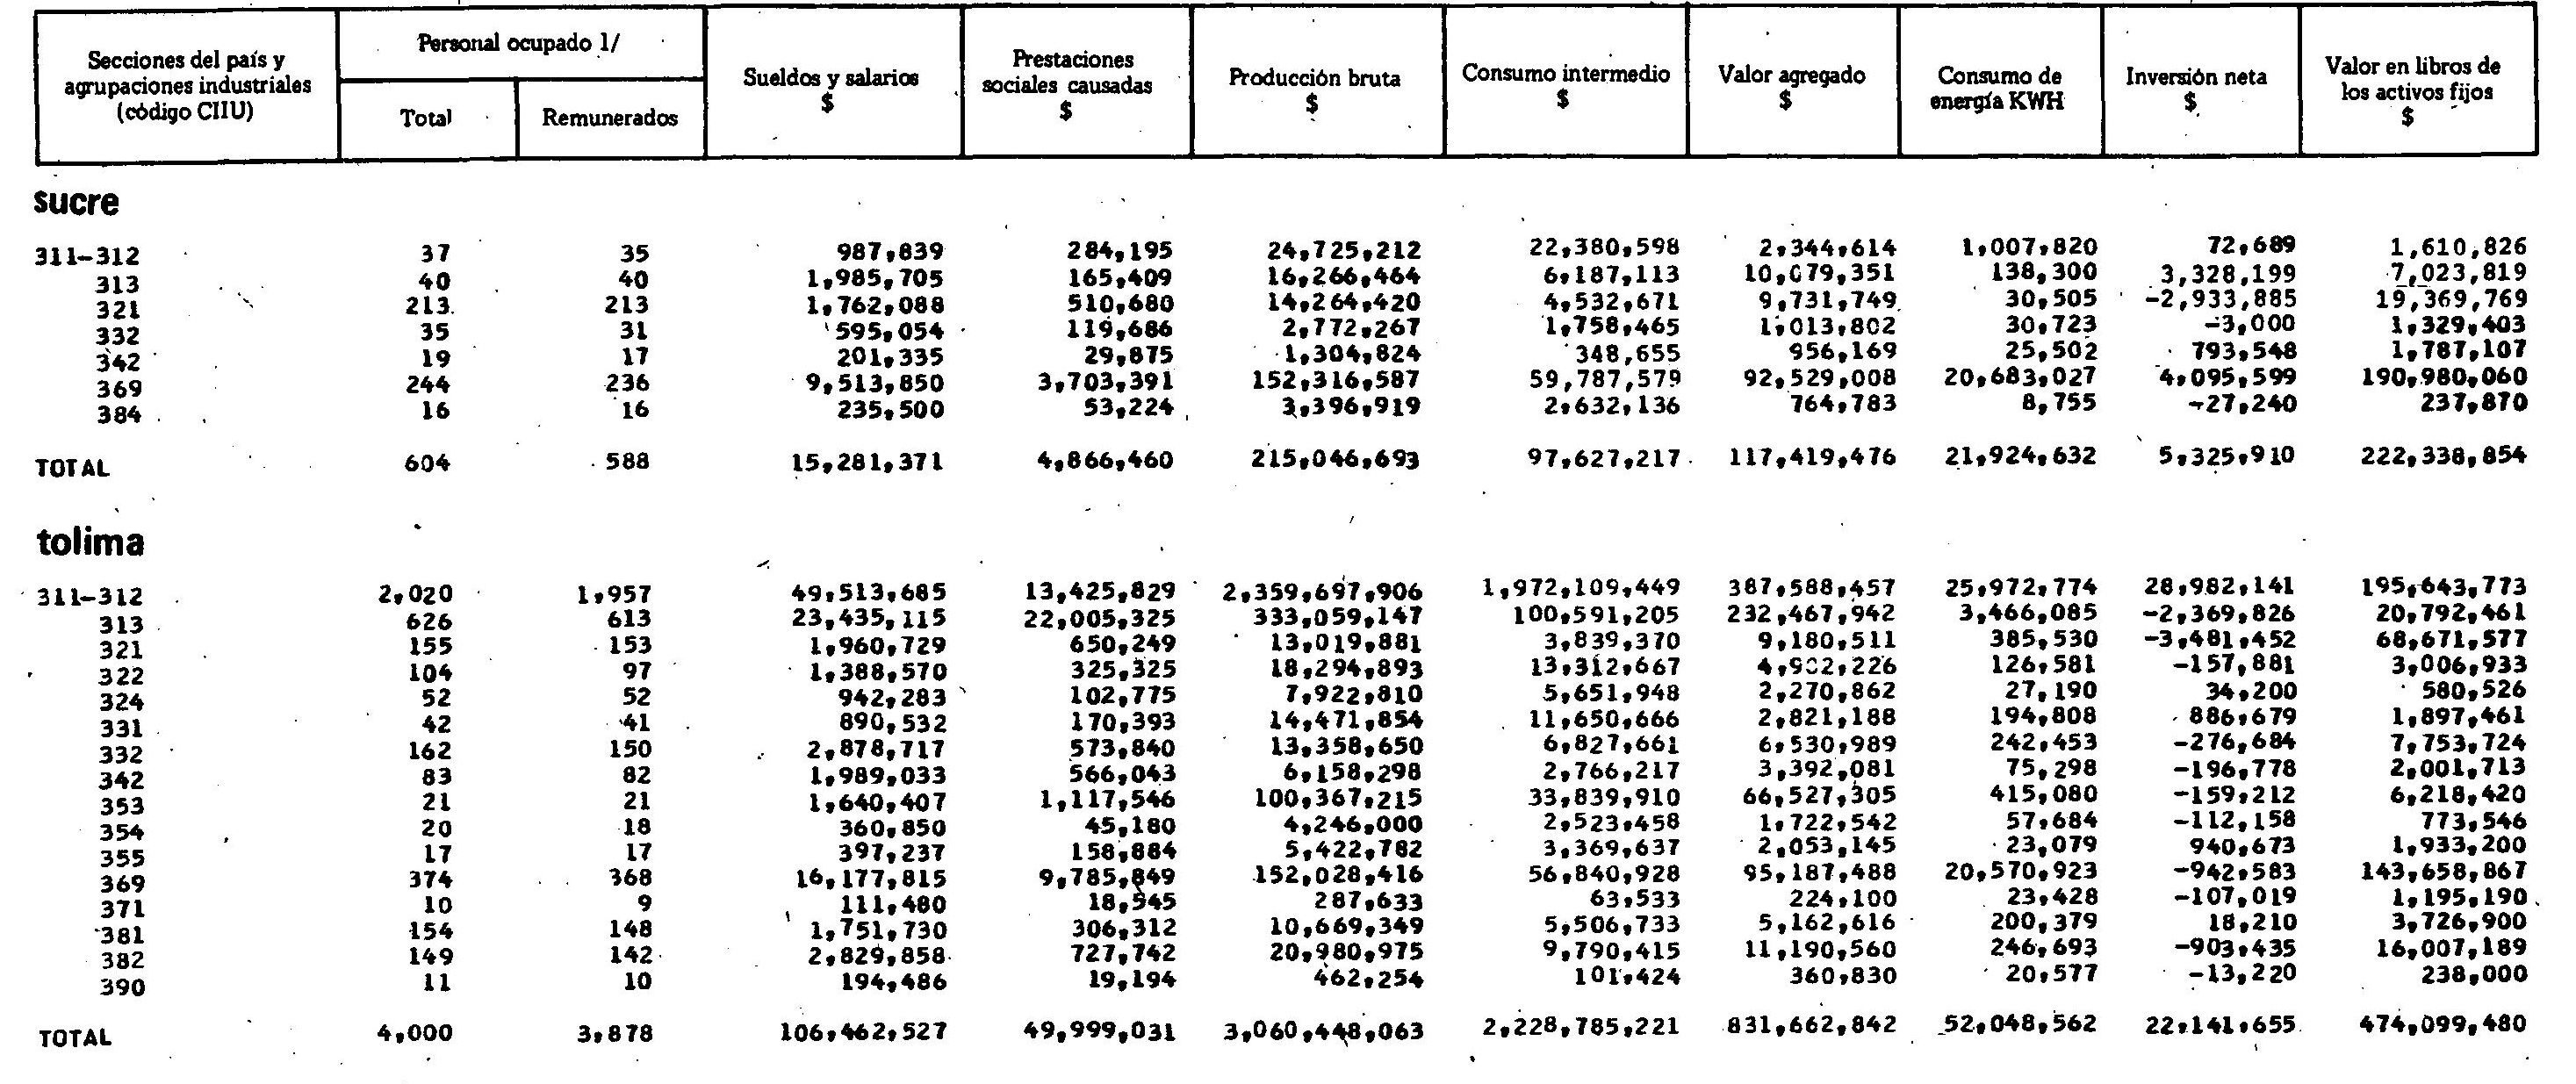 Secciones del país y agrupaciones industriales (código CIIU) Personal ocupado 1/ Total Remunerados Sueldos y salarios $ Prestaciones sociales causadas $ Producción bruta $ Consumo intermedio $ Valor agregado $ Consumo de energía KWH Inversión neta $ Valor en libros de los activos fijos $
sucre
311-312 37 35 987,839 284,195 24,725,212 22,380,598 2,344,614 1,007,820 72,689 1,610,826
313 40 40 1,985,705 165,409 16,266,464 6,187,113 10,079,351 138,300 3,328,199 7,023,819
321 213 213 1,762,088 510,680 14,264,420 4,532,671 9,731,749 30,505 -2,933,885 19,369,769
332 35 31 595,054 119,686 2,772,267 1,758,465 1,013,802 30,723 -3,000 1,329,403
342 19 17 201,335 29,875 1,304,824 348,655 956,169 25,502 793,548 1,787,107
369 244 236 9,513,850 3,703,391 152,316,587 59,787,579 92,529,008 20,683,027 4,095,599 190,980,060
384 16 16 235,500 53,224 3,396,919 2,632,136 764,783 8,755 -27,240 237,870
TOTAL 604 588 15,281,371 4,866,460 215,046,693 97,627,217 117,419,476 21,924,632 5,325,910 222,338,854
tolima
311-312 2,020 1,957 49,513,685 13,425,829 2,359,697,906 1,972,109,449 387,588,457 25,972,774 28,982,141 195,643,773
313 626 613 23,435,115 22,005,325 333,059,147 100,591,205 232,467,942 3,466,085 -2,369,826 20,792,461
321 155 153 1,960,729 650,249 13,019,881 3,839,370 9,180,511 385,530 -3,481,452 68,671,577
322 104 97 1,388,570 325,325 18,294,893 13,312,667 4,982,226 126,581 -157,881 3,006,933
324 52 52 942,283 102,775 7,922,810 5,651,948 2,270,862 27,190 34,200 580,526
331 42 41 890,532 170,393 14,471,854 11,650,666 2,821,188 194,808 886,679 1,897,461
332 162 150 2,878,717 573,840 13,358,650 6,827,661 6,530,989 242,453 -276,684 7,753,724
342 83 82 1,989,033 566,043 6,158,298 2,766,217 3,392,081 75,298 -196,778 2,001,713
353 21 21 1,640,407 1,117,546 100,367,215 33,839,910 66,527,305 415,080 -159,212 6,218,420
354 20 18 360,850 45,180 4,246,000 2,523,458 1,722,542 57,684 -112,158 773,546
355 17 17 397,237 158,884 5,422,782 3,369,637 2,053,145 23,079 940,673 1,933,200
369 374 368 16,177,815 9,785,849 152,028,416 56,840,928 95,187,488 20,570,923 -942,583 143,658,867
371 10 9 111,480 18,545 287,633 63,533 224,100 23,428 -107,019 1,195,190
381 154 148 1,751,730 306,312 10,669,349 5,506,733 5,162,616 200,379 18,210 3,726,900
382 149 142 2,829,858 727,742 20,980,975 9,790,415 11,190,560 246,693 -903,435 16,007,189
390 11 10 194,486 19,194 462,254 101,424 360,830 20,577 -13,220 238,000
TOTAL 4,000 3,878 106,462,527 49,999,031 3,060,448,063 2,228,785,221 831,662,842 52,048,562 22,141,655 474,099,480